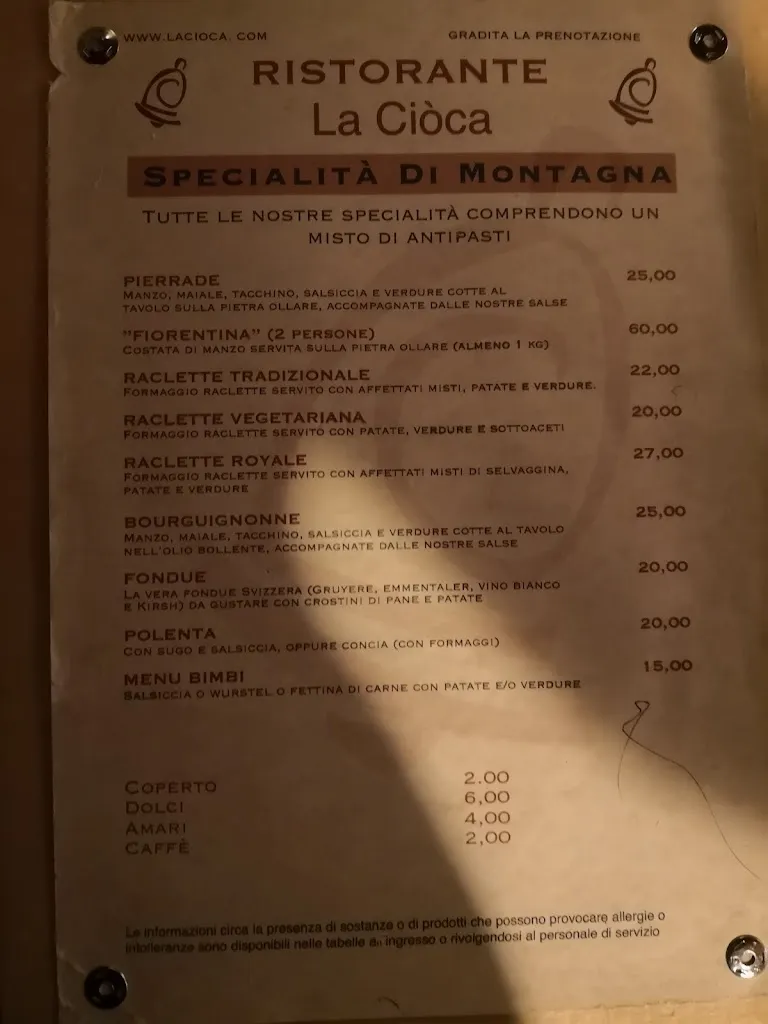 WWW.LACIOCA. COM GRADITA LA PRENOTAZIONE
RISTORANTE
La Ciòca
SPECIALITÀ DI MONTAGNA
TUTTE LE NOSTRE SPECIALITÀ COMPRENDONO UN
MISTO DI ANTIPASTI
PIERRADE 25,00
MANZO, MAIALE, TACCHINO, SALSICCIA E VERDURE COTTE AL
TAVOLO SULLA PIETRA OLLARE, ACCOMPAGNATE DALLE NOSTRE SALSE
"FIORENTINA" (2 PERSONE) 60,00
COSTATA DI MANZO SERVITA SULLA PIETRA OLLARE (ALMENO 1 KG)
RACLETTE TRADIZIONALE 22,00
FORMAGGIO RACLETTE SERVITO CON AFFETTATI MISTI, PATATE E VERDURE.
RACLETTE VEGETARIANA 20,00
FORMAGGIO RACLETTE SERVITO CON PATATE, VERDURE E SOTTOACETI
RACLETTE ROYALE 27,00
FORMAGGIO RACLETTE SERVITO CON AFFETTATI MISTI DI SELVAGGINA,
PATATE E VERDURE
BOURGUIGNONNE 25,00
MANZO, MAIALE, TACCHINO, SALSICCIA E VERDURE COTTE AL TAVOLO
NELL'OLIO BOLLENTE, ACCOMPAGNATE DALLE NOSTRE SALSE
FONDUE 20,00
LA VERA FONDUE SVIZZERA (GRUYERE, EMMENTALER, VINO BIANCO
E KIRSH) DA GUSTARE CON CROSTINI DI PANE E PATATE
POLENTA 20,00
CON SUGO E SALSICCIA, OPPURE CONCIA (CON FORMAGGI)
MENU BIMBI 15,00
SALSICCIA O WURSTEL O FETTINA DI CARNE CON PATATE E/O VERDURE
COPERTO 2.00
DOLCI 6,00
AMARI 4,00
CAFFÈ 2,00
Le informazioni circa la presenza di sostanze o di prodotti che possono provocare allergie o
intolleranze sono disponibili nelle tabelle all'ingresso o rivolgendosi al personale di servizio